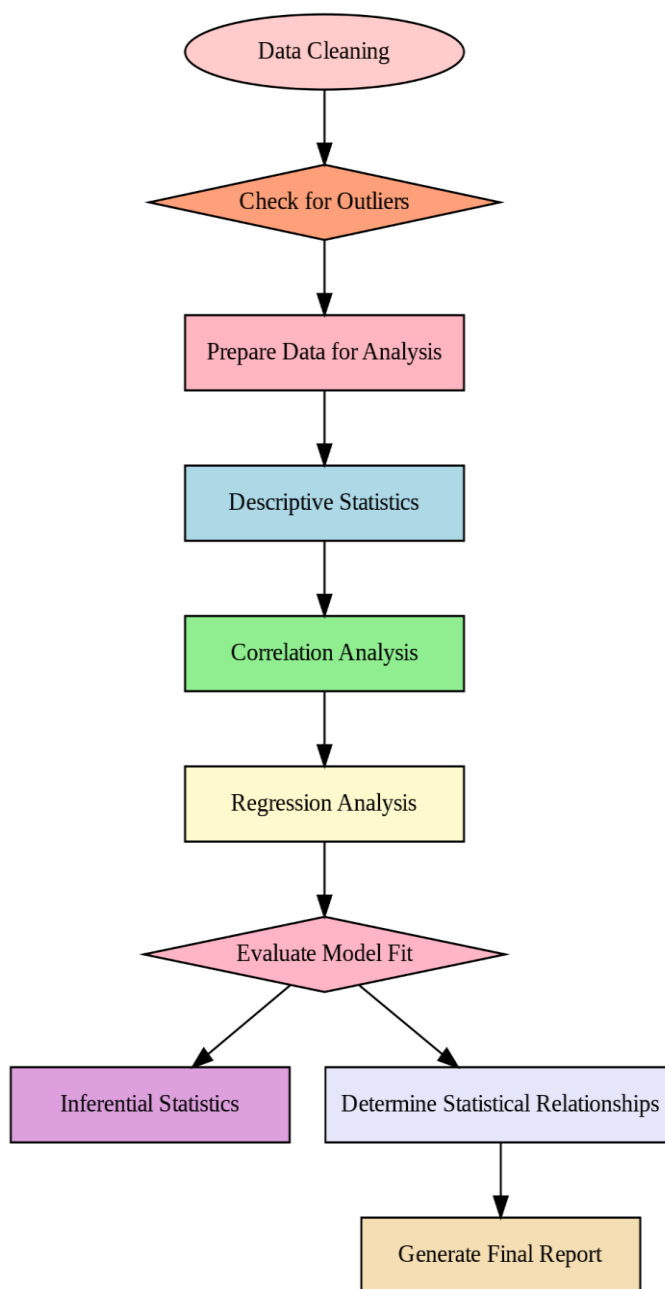 Data Cleaning
Check for Outliers
Prepare Data for Analysis
Descriptive Statistics
Correlation Analysis
Regression Analysis
Evaluate Model Fit
Inferential Statistics
Determine Statistical Relationships
Generate Final Report